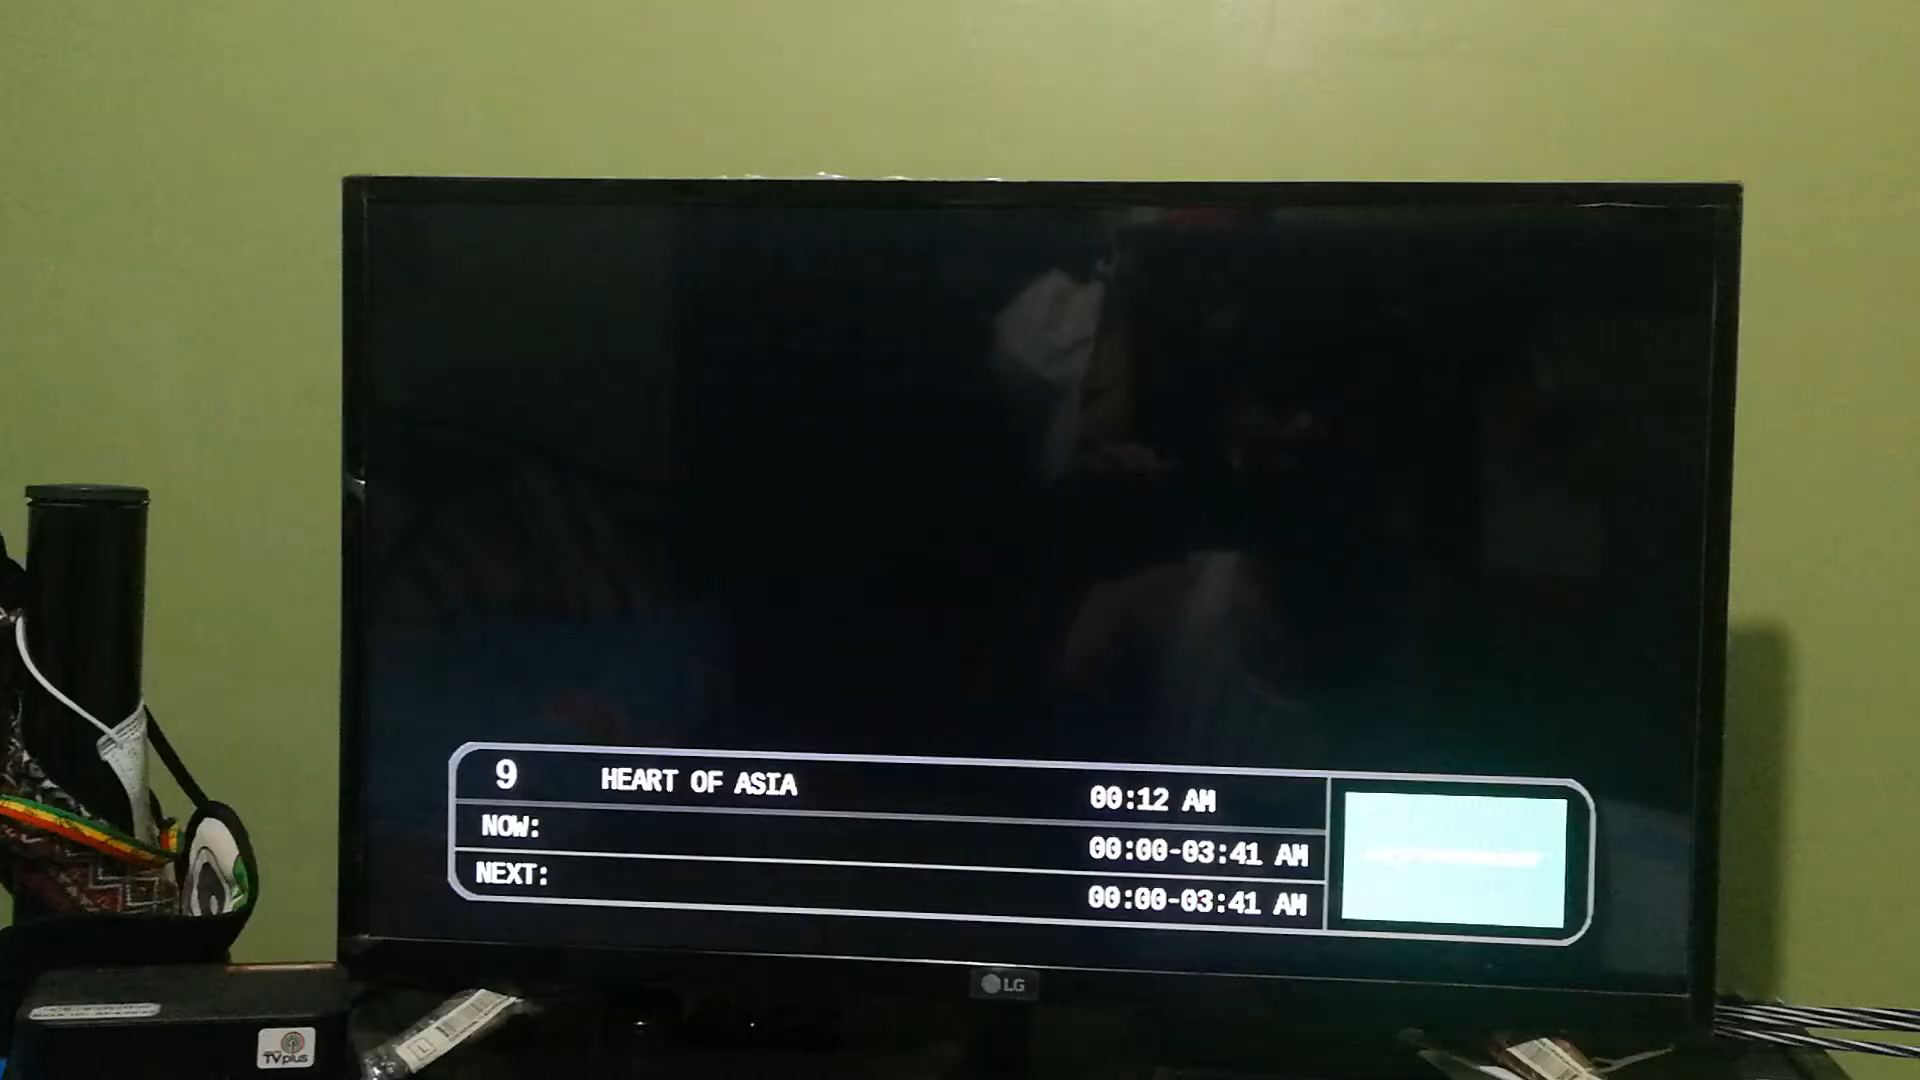 9 HEART OF ASIA 00:12 AM
NOW: 00:00-03:41 AM
NEXT: 00:00-03:41 AM
LG
TVplus